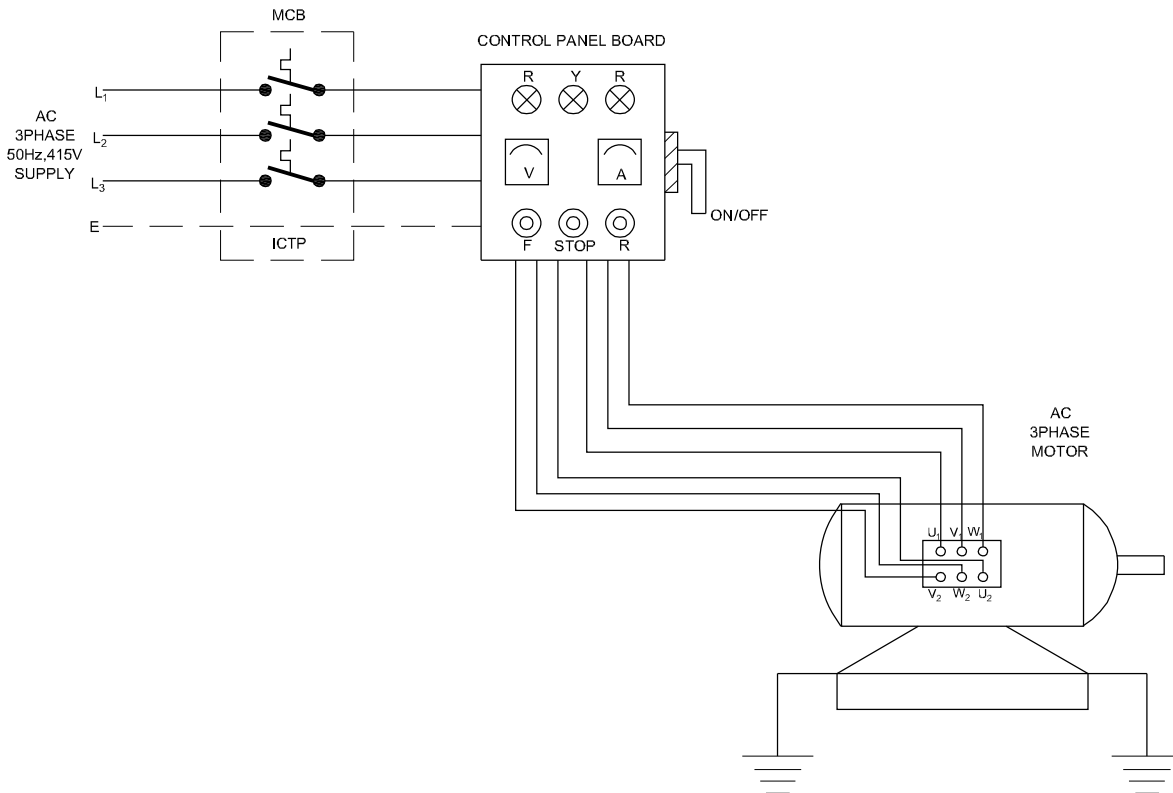 MCB
CONTROL PANEL BOARD
R Y R
L₁
AC
3PHASE
50Hz,415V
SUPPLY
L₂
L₃
V A
ON/OFF
E
ICTP
F STOP R
AC
3PHASE
MOTOR
U₁ V₁ W₁
V₂ W₂ U₂